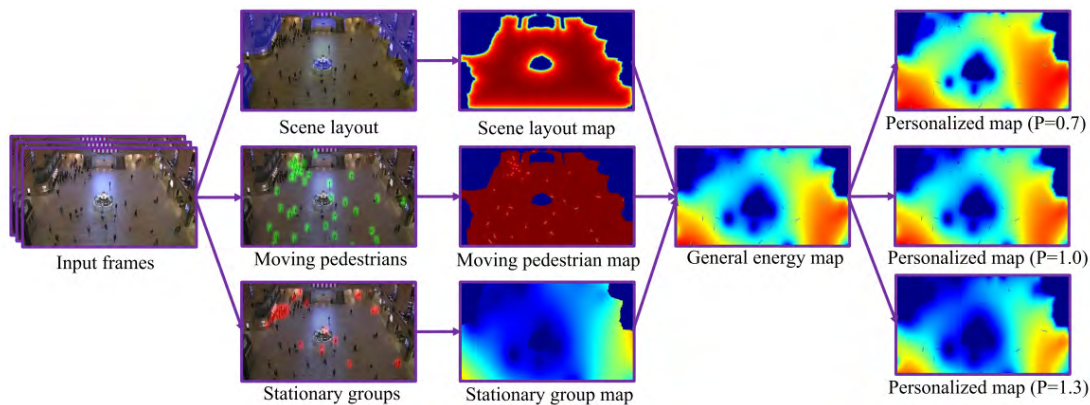 Input frames
Scene layout
Moving pedestrians
Stationary groups
Scene layout map
Moving pedestrian map
Stationary group map
General energy map
Personalized map (P=0.7)
Personalized map (P=1.0)
Personalized map (P=1.3)